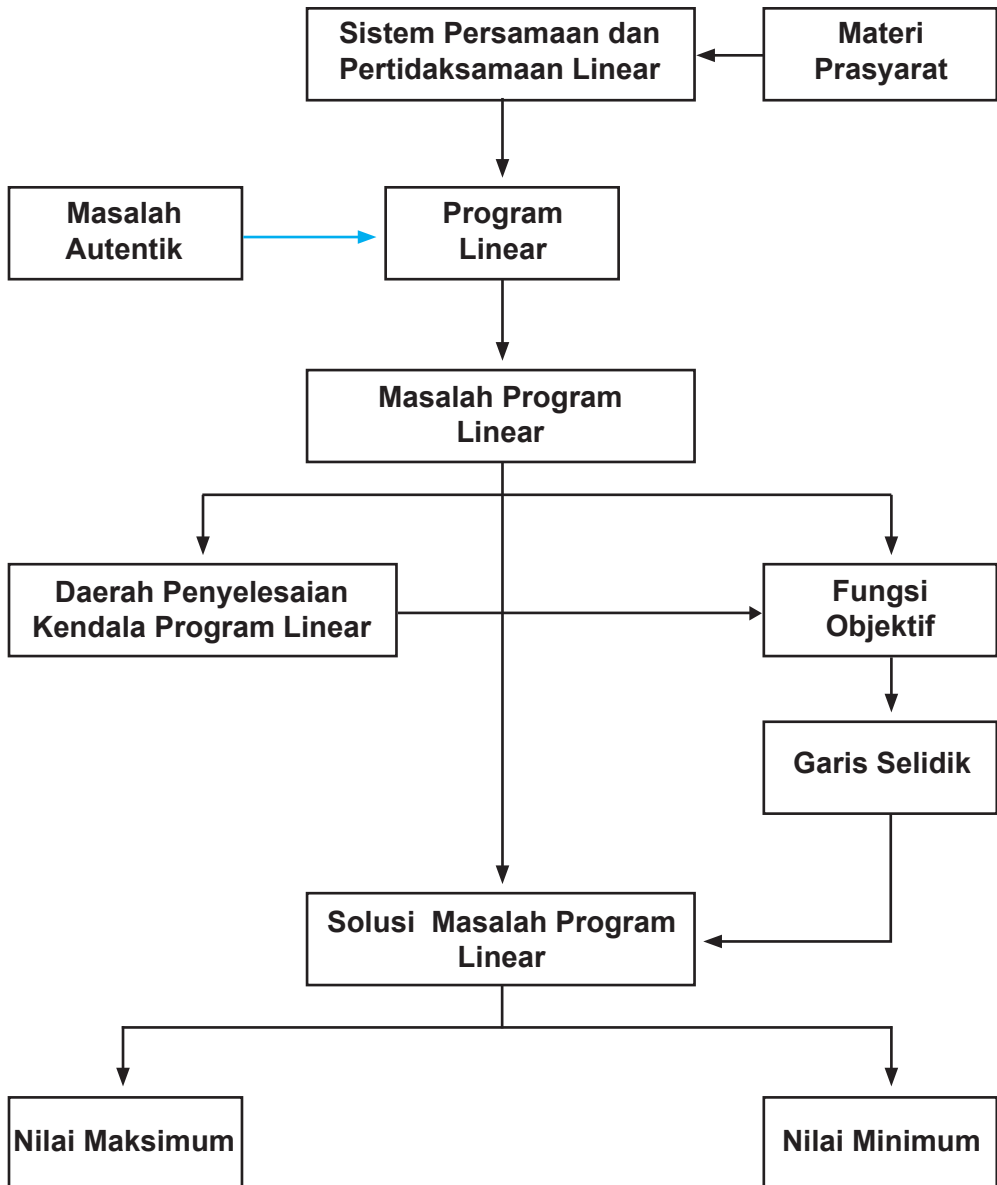 Sistem Persamaan dan
Pertidaksamaan Linear
Materi
Prasyarat
Masalah
Autentik
Program
Linear
Masalah Program
Linear
Daerah Penyelesaian
Kendala Program Linear
Fungsi
Objektif
Garis Selidik
Solusi Masalah Program
Linear
Nilai Maksimum
Nilai Minimum